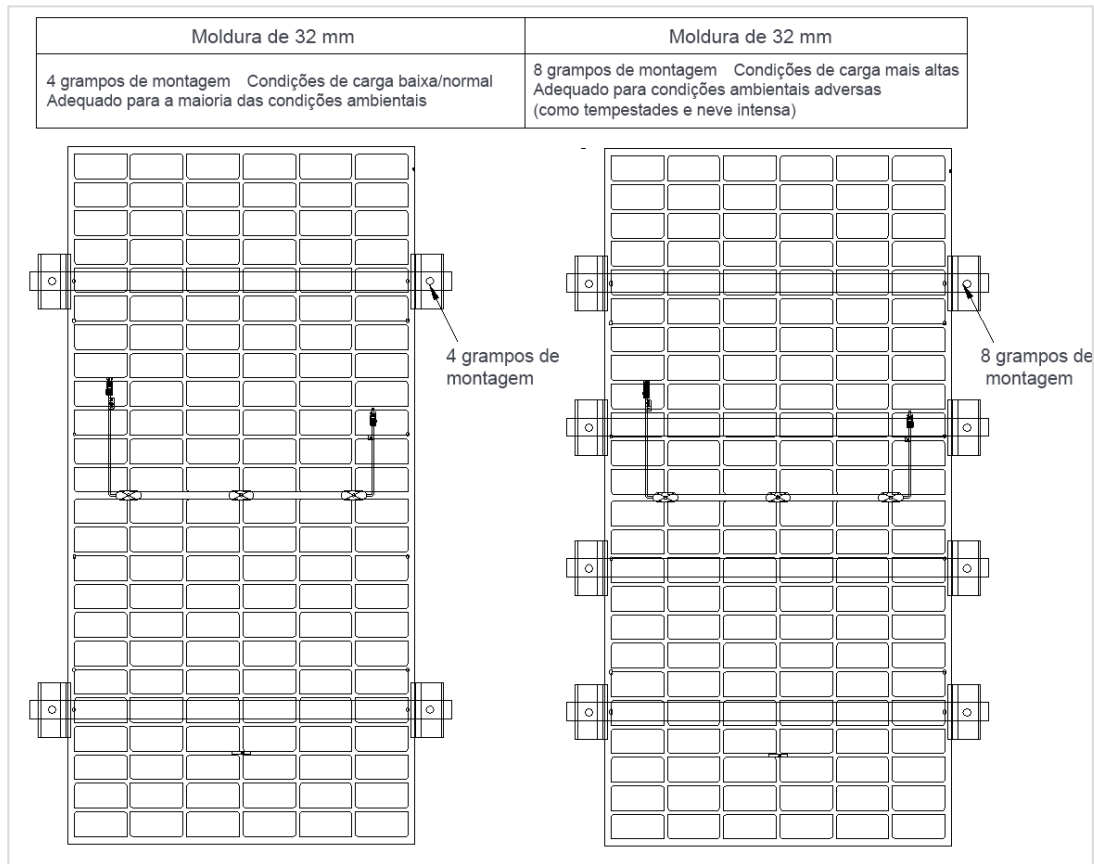 Moldura de 32 mm
Moldura de 32 mm
4 grampos de montagem Condições de carga baixa/normal
Adequado para a maioria das condições ambientais
8 grampos de montagem Condições de carga mais altas
Adequado para condições ambientais adversas
(como tempestades e neve intensa)
4 grampos de
montagem
8 grampos de
montagem